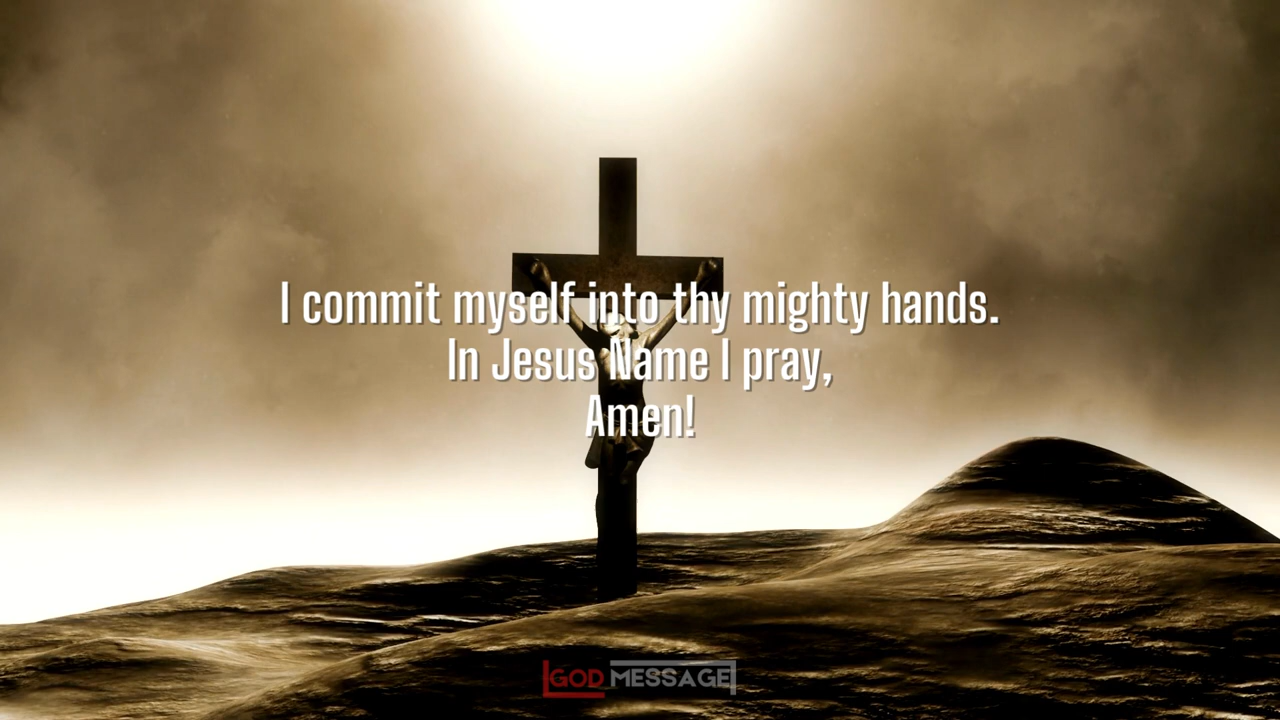 I commit myself into thy mighty hands.
In Jesus Name I pray,
Amen!
GOD MESSAGE